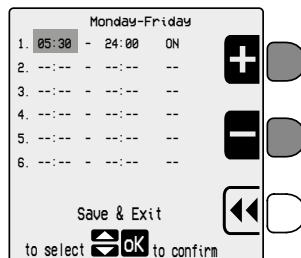 Monday-Friday
1. 05:30 - 24:00 ON
2. --:-- - --:-- --
3. --:-- - --:-- --
4. --:-- - --:-- --
5. --:-- - --:-- --
6. --:-- - --:-- --
Save & Exit
to select OK to confirm